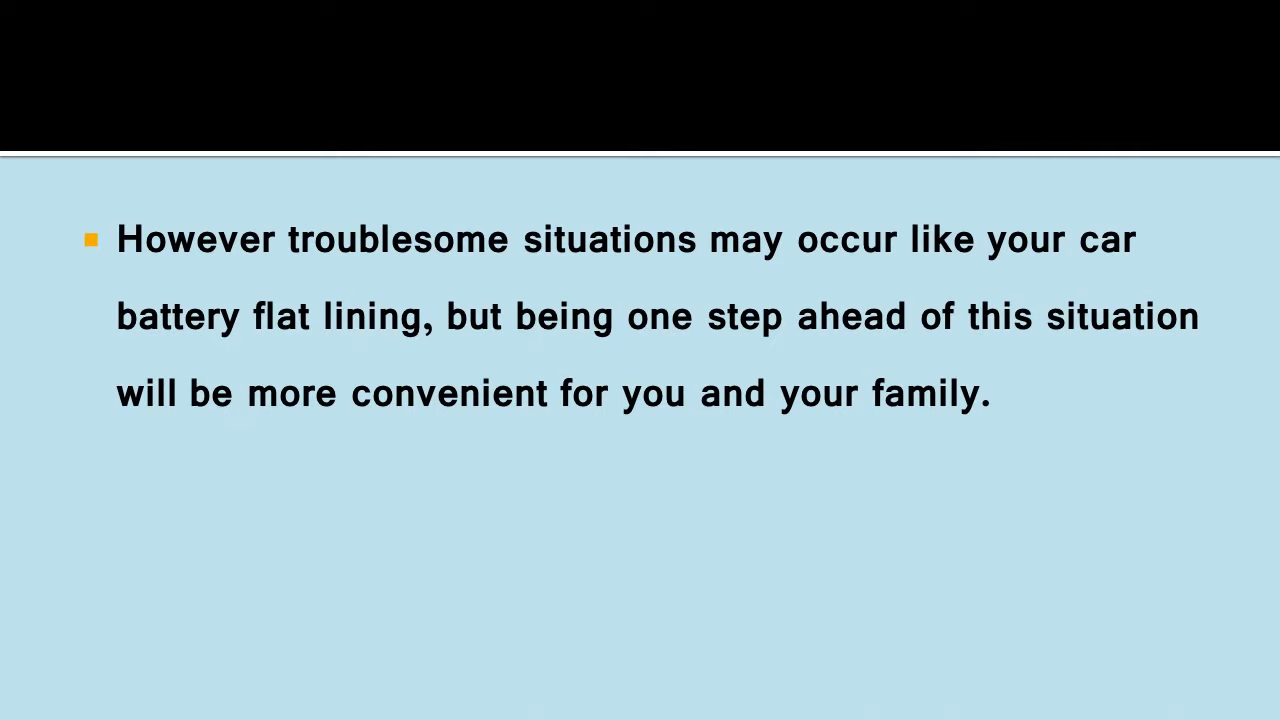 However troublesome situations may occur like your car
battery flat lining, but being one step ahead of this situation
will be more convenient for you and your family.